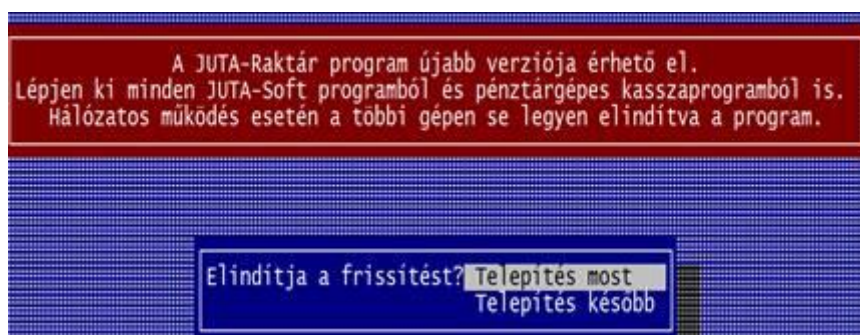 A JUTA-Raktár program újabb verziója érhető el.
Lépjen ki minden JUTA-Soft programból és pénztárgépes kasszaprogramból is.
Hálózatos működés esetén a többi gépen se legyen elindítva a program.
Elindítja a frissítést? Telepítés most
Telepítés később